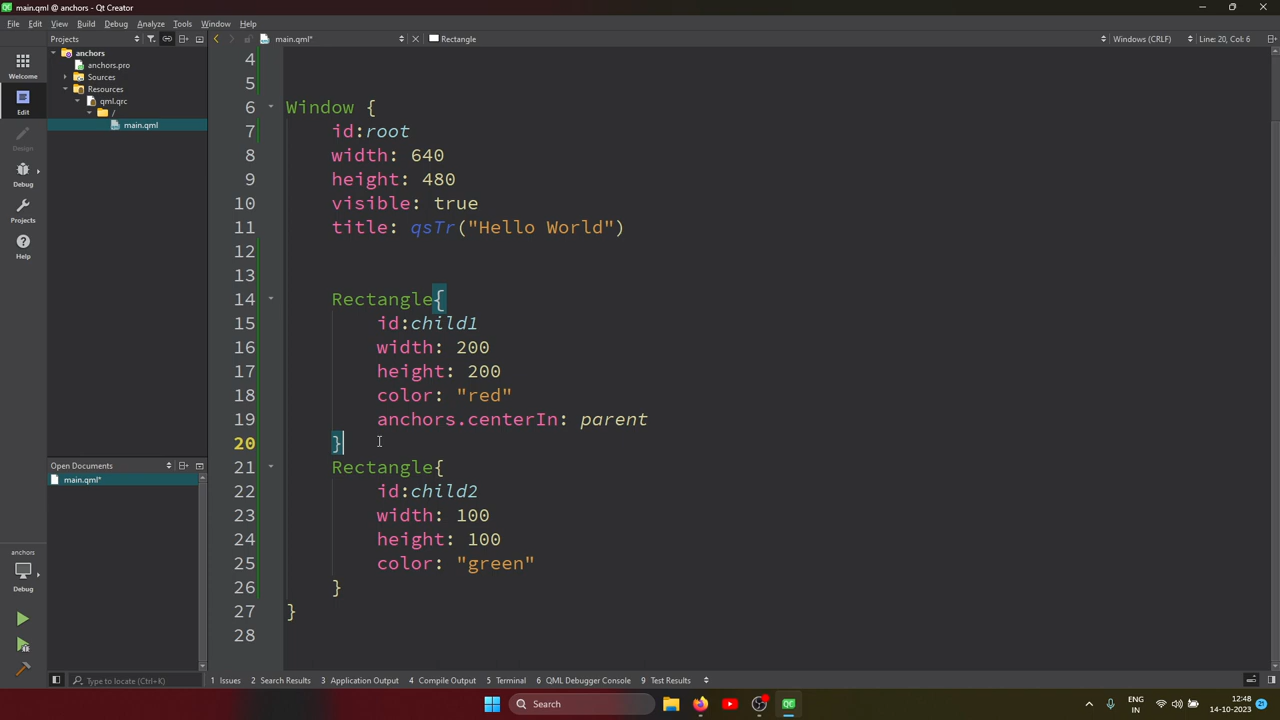 main.qml @ anchors - Qt Creator
File Edit View Build Debug Analyze Tools Window Help
Projects
main.qml*
Rectangle
Windows (CRLF)
Line: 20, Col: 6
Welcome
Edit
Design
Debug
Projects
Help
anchors
Debug
anchors
anchors.pro
Sources
Resources
qml.qrc
/
main.qml
Open Documents
main.qml*
4
5
6 Window {
7 id:root
8 width: 640
9 height: 480
10 visible: true
11 title: qsTr("Hello World")
12
13
14 Rectangle{
15 id:child1
16 width: 200
17 height: 200
18 color: "red"
19 anchors.centerIn: parent
20 }
21 Rectangle{
22 id:child2
23 width: 100
24 height: 100
25 color: "green"
26 }
27 }
28
Type to locate (Ctrl+K)
1 Issues 2 Search Results 3 Application Output 4 Compile Output 5 Terminal 6 QML Debugger Console 9 Test Results
Search
QC
ENG
IN
12:48
14-10-2023
21